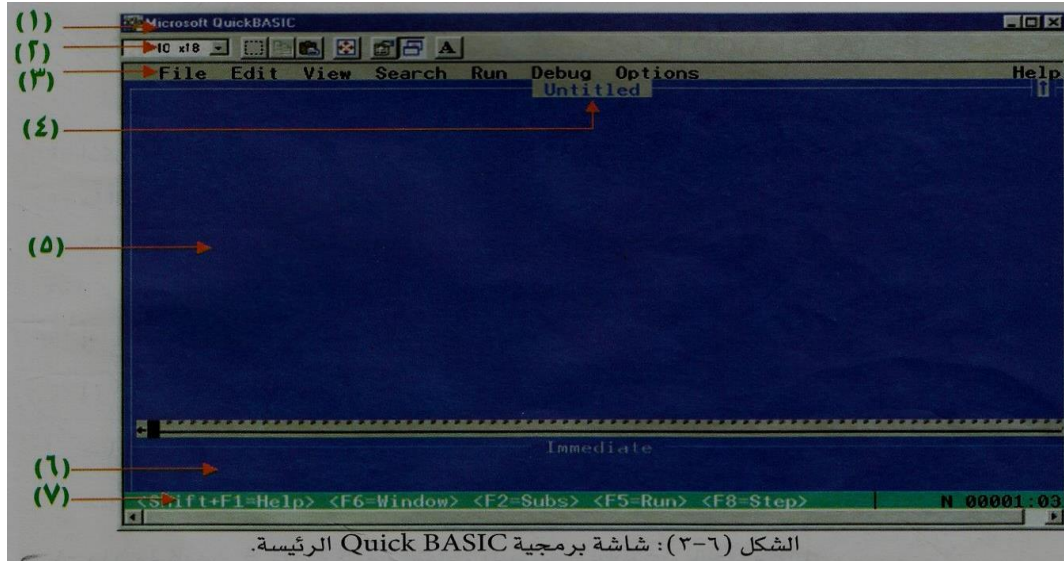 (١) Microsoft QuickBASIC
(٢) 10 x18 A
(٣) File Edit View Search Run Debug Options Help
Untitled
(٤)
(٥)
Immediate
(٦)
(٧) <Shift+F1=Help> <F6=Window> <F2=Subs> <F5=Run> <F8=Step> N 00001:03
الشكل (٦-٣): شاشة برمجية Quick BASIC الرئيسة.